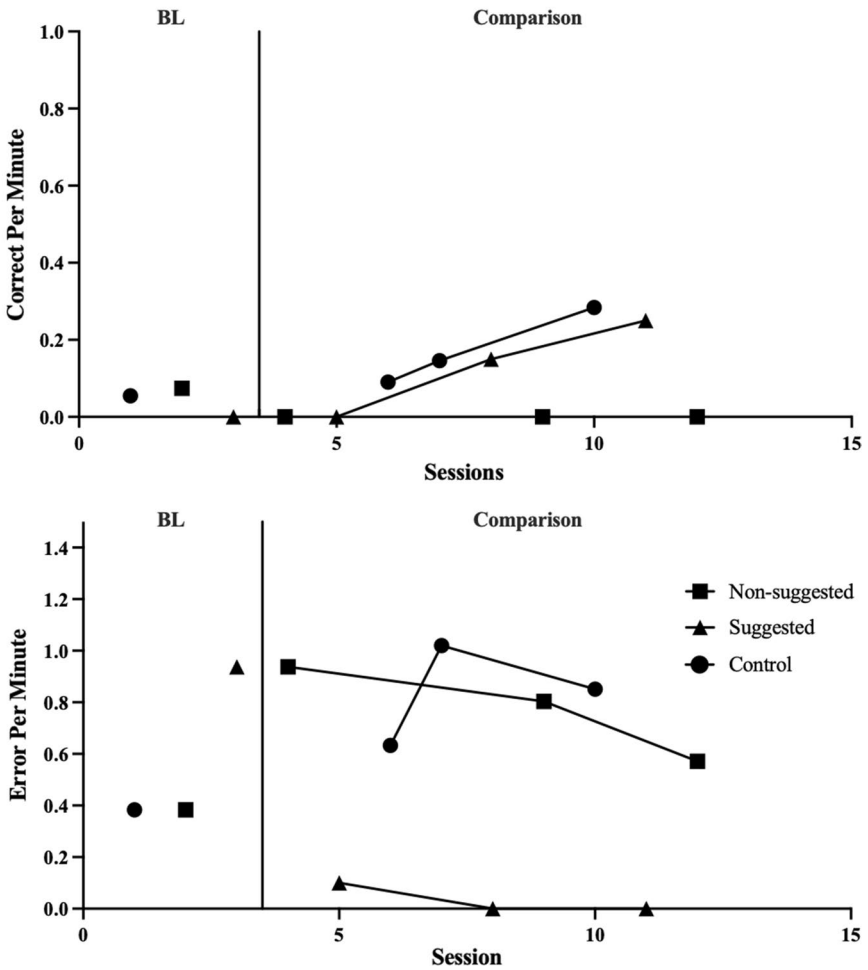 BL Comparison
1.0
0.8
0.6
0.4
0.2
0.0
0 5 10 15
Correct Per Minute
Sessions
BL Comparison
1.4
1.2
1.0
0.8
0.6
0.4
0.2
0.0
0 5 10 15
Error Per Minute
Session
Non-suggested
Suggested
Control